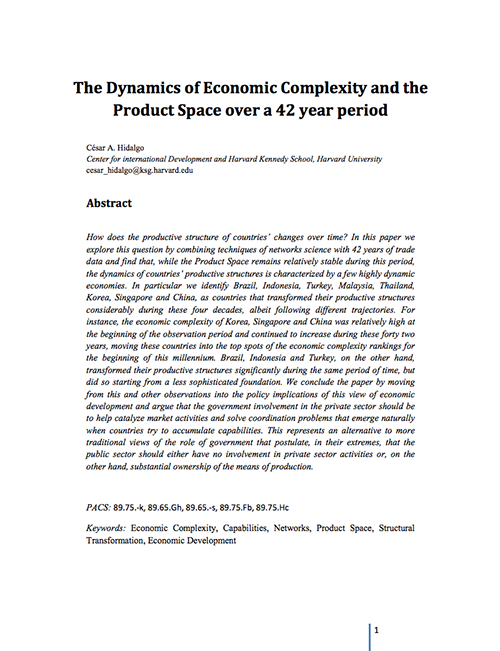 The Dynamics of Economic Complexity and the
Product Space over a 42 year period
César A. Hidalgo
Center for international Development and Harvard Kennedy School, Harvard University
cesar_hidalgo@ksg.harvard.edu
Abstract
How does the productive structure of countries' changes over time? In this paper we
explore this question by combining techniques of networks science with 42 years of trade
data and find that, while the Product Space remains relatively stable during this period,
the dynamics of countries' productive structures is characterized by a few highly dynamic
economies. In particular we identify Brazil, Indonesia, Turkey, Malaysia, Thailand,
Korea, Singapore and China, as countries that transformed their productive structures
considerably during these four decades, albeit following different trajectories. For
instance, the economic complexity of Korea, Singapore and China was relatively high at
the beginning of the observation period and continued to increase during these forty two
years, moving these countries into the top spots of the economic complexity rankings for
the beginning of this millennium. Brazil, Indonesia and Turkey, on the other hand,
transformed their productive structures significantly during the same period of time, but
did so starting from a less sophisticated foundation. We conclude the paper by moving
from this and other observations into the policy implications of this view of economic
development and argue that the government involvement in the private sector should be
to help catalyze market activities and solve coordination problems that emerge naturally
when countries try to accumulate capabilities. This represents an alternative to more
traditional views of the role of government that postulate, in their extremes, that the
public sector should either have no involvement in private sector activities or, on the
other hand, substantial ownership of the means of production.
PACS: 89.75.-k, 89.65.Gh, 89.65.-s, 89.75.Fb, 89.75.Hc
Keywords: Economic Complexity, Capabilities, Networks, Product Space, Structural
Transformation, Economic Development
1